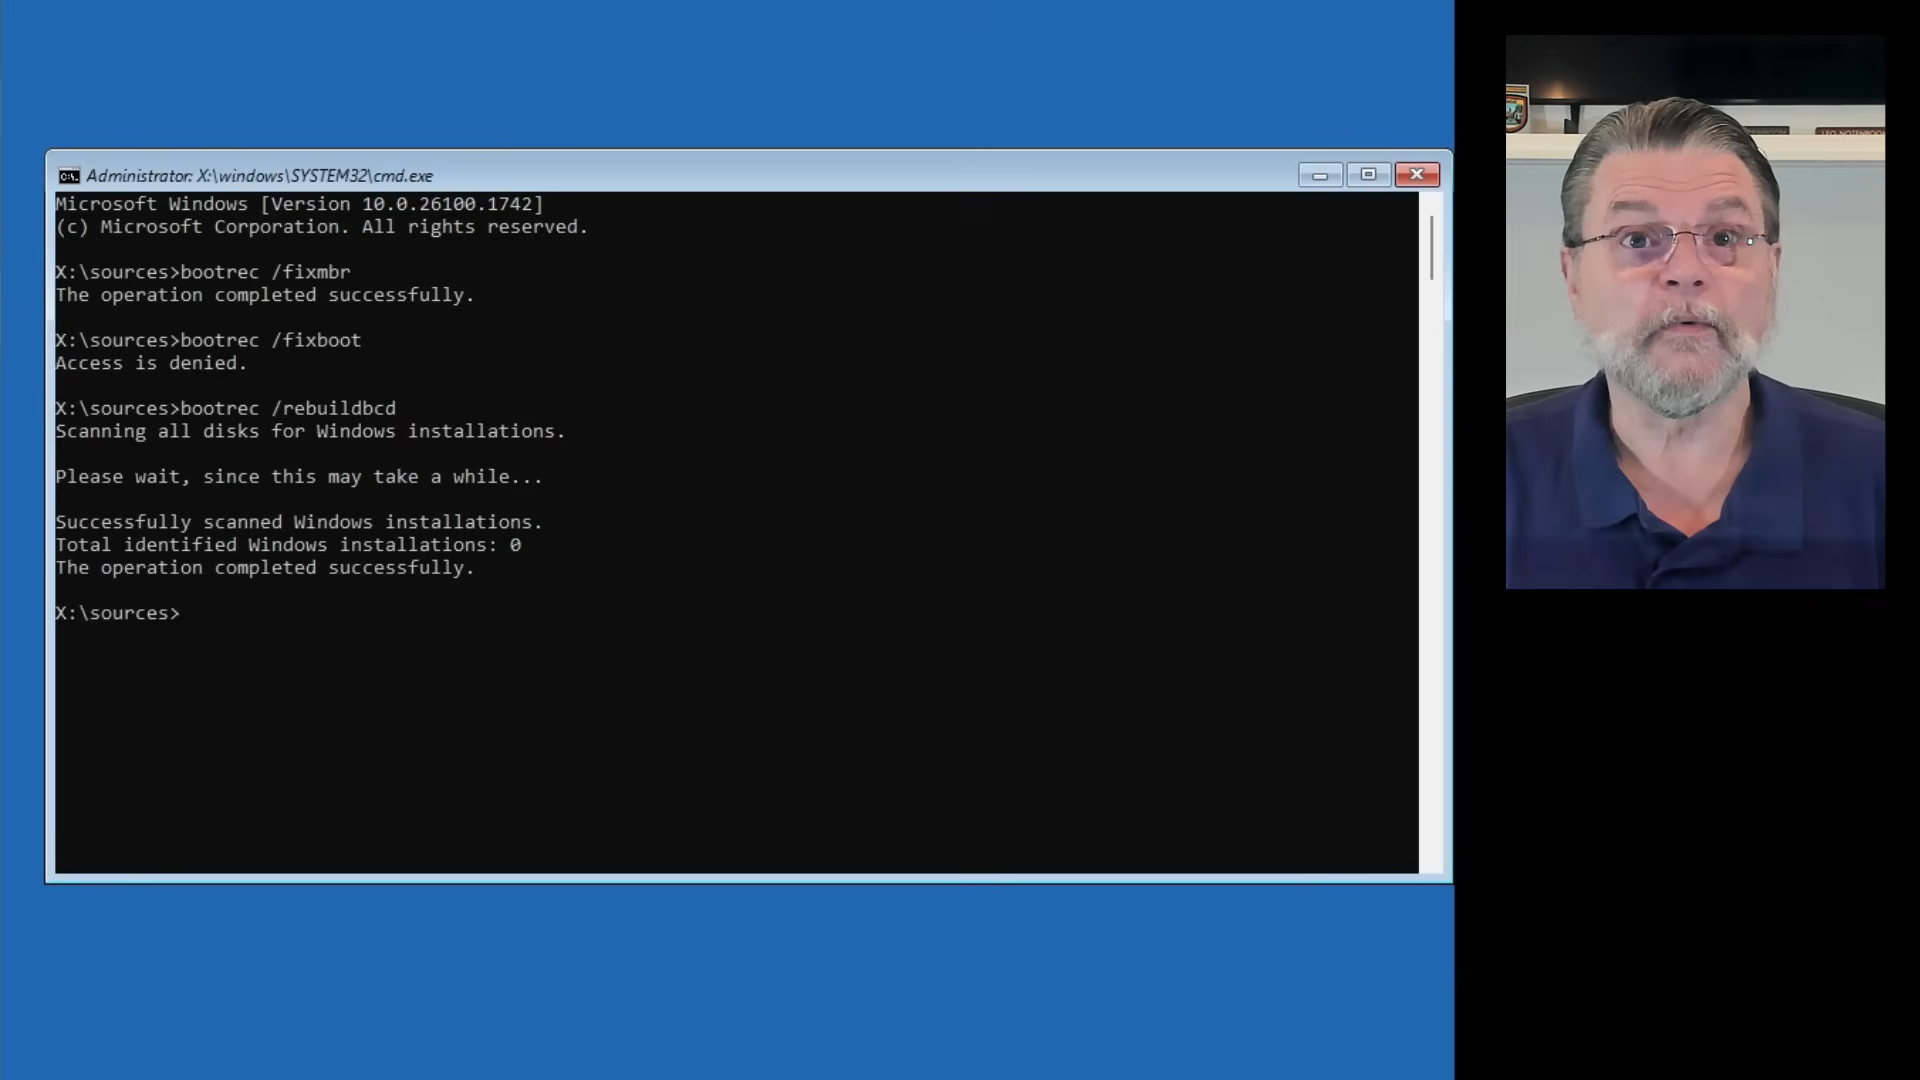 Administrator: X:\windows\SYSTEM32\cmd.exe
Microsoft Windows [Version 10.0.26100.1742]
(c) Microsoft Corporation. All rights reserved.
X:\sources>bootrec /fixmbr
The operation completed successfully.
X:\sources>bootrec /fixboot
Access is denied.
X:\sources>bootrec /rebuildbcd
Scanning all disks for Windows installations.
Please wait, since this may take a while...
Successfully scanned Windows installations.
Total identified Windows installations: 0
The operation completed successfully.
X:\sources>